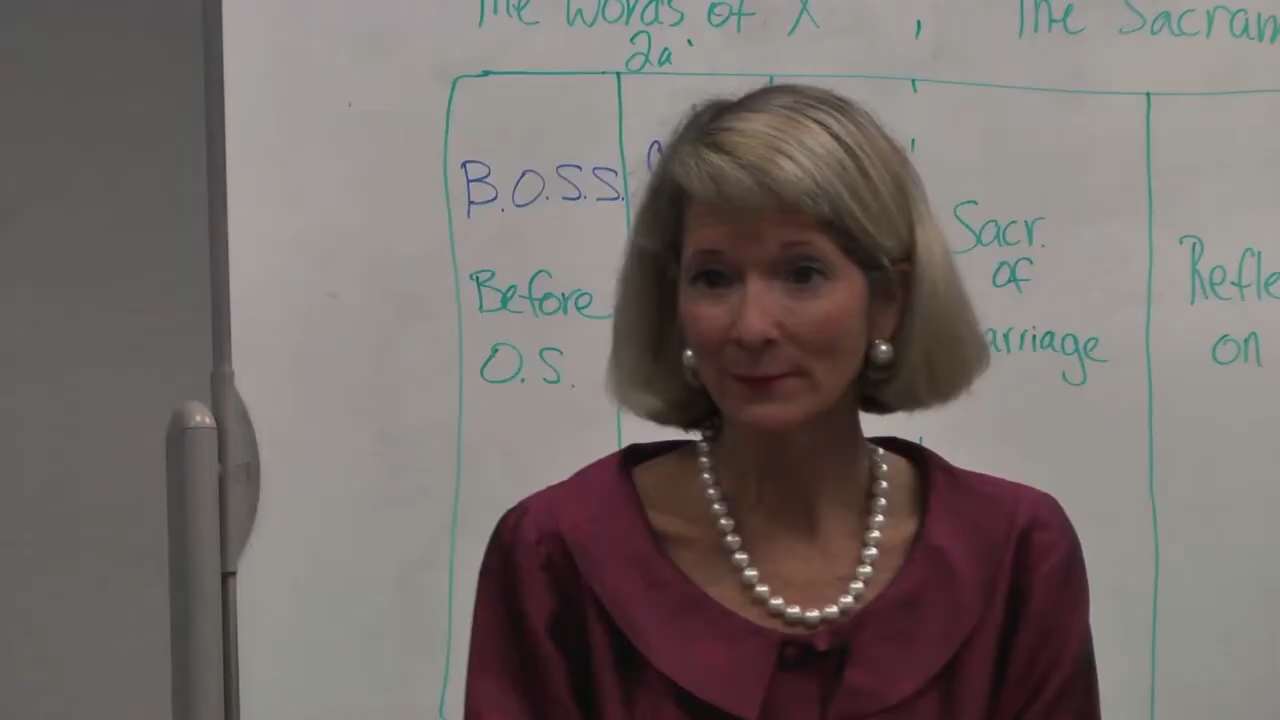 The Words of X , The Sacram
2a
B.O.S.S.
Before
O.S.
Sacr.
of
arriage
Refle
on